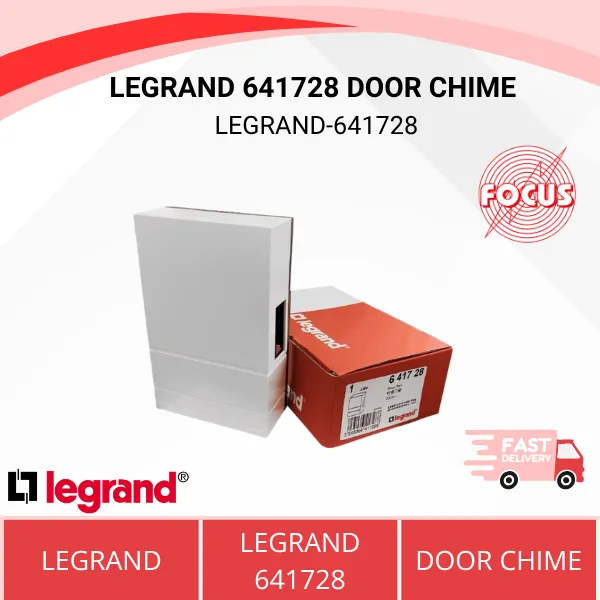 LEGRAND 641728 DOOR CHIME
LEGRAND-641728
FOCUS
legrand
1
6 417 28
FAST
DELIVERY
legrand®
LEGRAND
LEGRAND
641728
DOOR CHIME